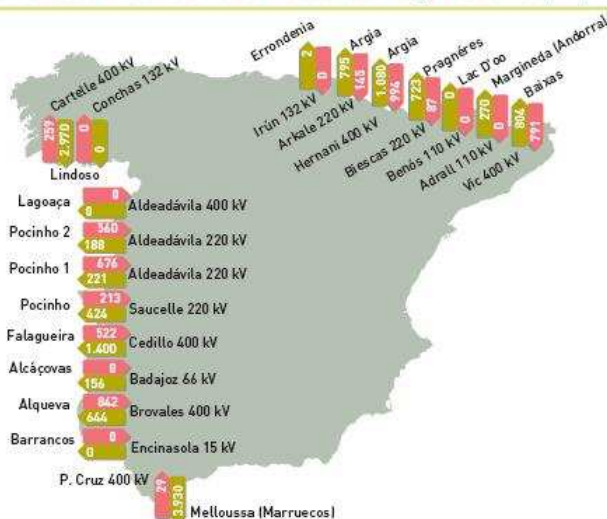 Errondenia
2
0
Irún 132 kV
Argia
795
145
Arkale 220 kV
Argia
1.080
994
Hernani 400 kV
Pragnéres
723
87
Biescas 220 kV
Lac D'oo
0
0
Benós 110 kV
Margineda (Andorra)
270
0
Adrall 110 kV
Baixas
804
791
Vic 400 kV
Cartelle 400 kV
Conchas 132 kV
259
2.970
0
0
Lindoso
Lagoaça
0
0
Aldeadávila 400 kV
Pocinho 2
360
188
Aldeadávila 220 kV
Pocinho 1
676
221
Aldeadávila 220 kV
Pocinho
213
424
Saucelle 220 kV
Falagueira
522
1.400
Cedillo 400 kV
Alcáçovas
0
156
Badajoz 66 kV
Alqueva
842
644
Brovales 400 kV
Barrancos
0
0
Encinasola 15 kV
P. Cruz 400 kV
29
3.930
Melloussa (Marruecos)